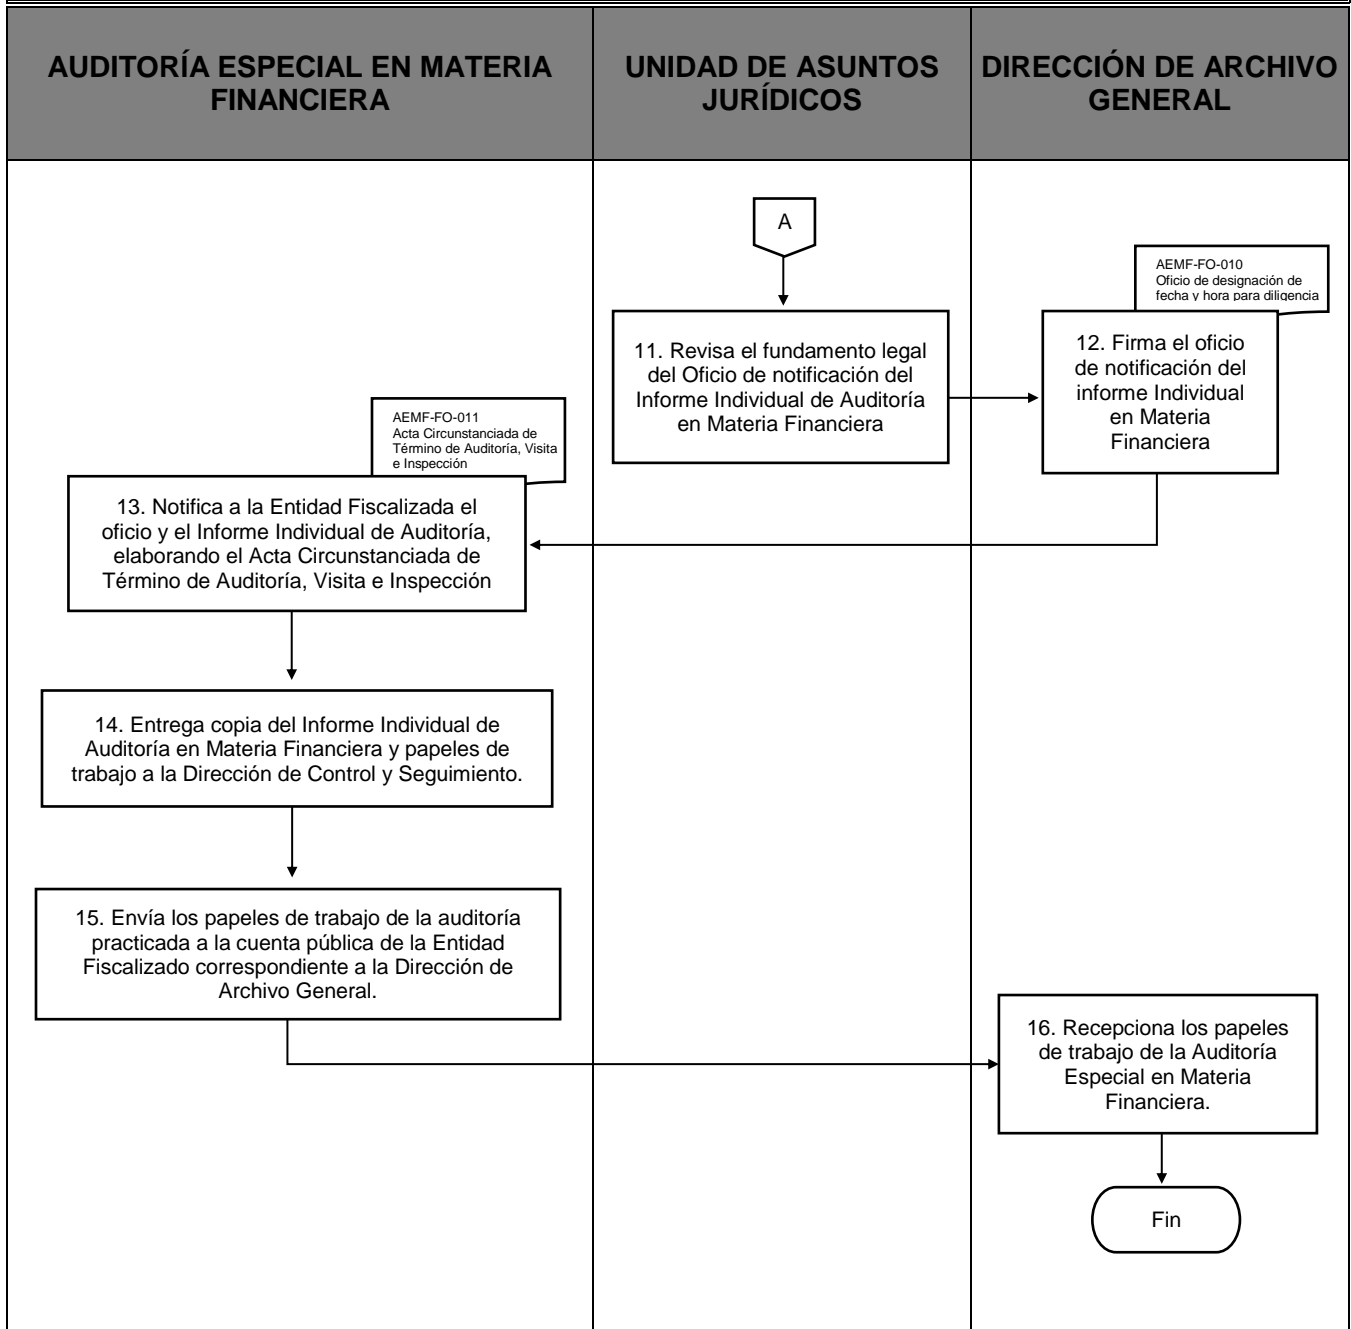 AUDITORÍA ESPECIAL EN MATERIA
FINANCIERA
UNIDAD DE ASUNTOS
JURÍDICOS
DIRECCIÓN DE ARCHIVO
GENERAL
A
11. Revisa el fundamento legal
del Oficio de notificación del
Informe Individual de Auditoría
en Materia Financiera
AEMF-FO-010
Oficio de designación de
fecha y hora para diligencia
12. Firma el oficio
de notificación del
informe Individual
en Materia
Financiera
AEMF-FO-011
Acta Circunstanciada de
Término de Auditoría, Visita
e Inspección
13. Notifica a la Entidad Fiscalizada el
oficio y el Informe Individual de Auditoría,
elaborando el Acta Circunstanciada de
Término de Auditoría, Visita e Inspección
14. Entrega copia del Informe Individual de
Auditoría en Materia Financiera y papeles de
trabajo a la Dirección de Control y Seguimiento.
15. Envía los papeles de trabajo de la auditoría
practicada a la cuenta pública de la Entidad
Fiscalizado correspondiente a la Dirección de
Archivo General.
16. Recepciona los papeles
de trabajo de la Auditoría
Especial en Materia
Financiera.
Fin